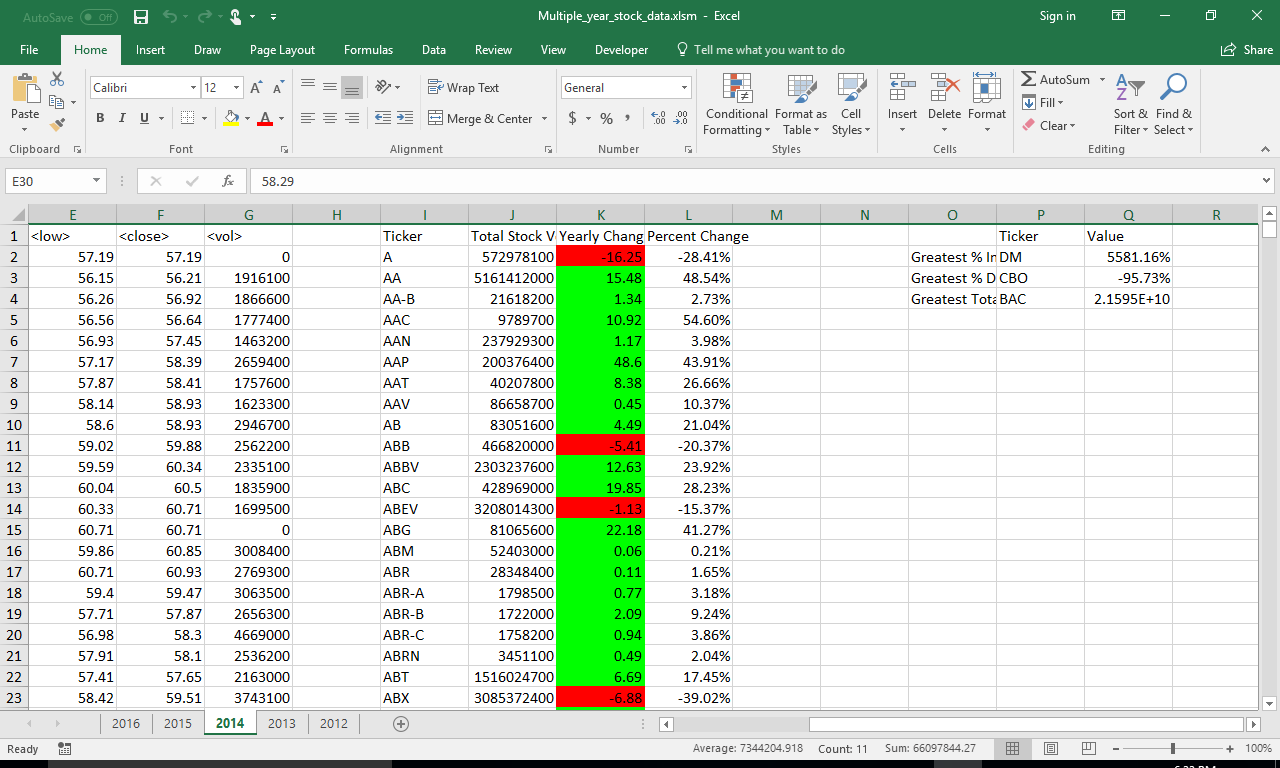 AutoSave Off Multiple_year_stock_data.xlsm - Excel Sign in
File Home Insert Draw Page Layout Formulas Data Review View Developer Tell me what you want to do Share
Paste Calibri 12 A A Wrap Text General Conditional Formatting Format as Table Cell Styles Insert Delete Format AutoSum Fill Clear Sort & Filter Find & Select
B I U A Merge & Center $ % ,
Clipboard Font Alignment Number Styles Cells Editing
E30 fx 58.29
E F G H I J K L M N O P Q R
1 <low> <close> <vol> Ticker Total Stock V Yearly Chang Percent Change Ticker Value
2 57.19 57.19 0 A 572978100 -16.25 -28.41% Greatest % In DM 5581.16%
3 56.15 56.21 1916100 AA 5161412000 15.48 48.54% Greatest % D CBO -95.73%
4 56.26 56.92 1866600 AA-B 21618200 1.34 2.73% Greatest Tota BAC 2.1595E+10
5 56.56 56.64 1777400 AAC 9789700 10.92 54.60%
6 56.93 57.45 1463200 AAN 237929300 1.17 3.98%
7 57.17 58.39 2659400 AAP 200376400 48.6 43.91%
8 57.87 58.41 1757600 AAT 40207800 8.38 26.66%
9 58.14 58.93 1623300 AAV 86658700 0.45 10.37%
10 58.6 58.93 2946700 AB 83051600 4.49 21.04%
11 59.02 59.88 2562200 ABB 466820000 -5.41 -20.37%
12 59.59 60.34 2335100 ABBV 2303237600 12.63 23.92%
13 60.04 60.5 1835900 ABC 428969000 19.85 28.23%
14 60.33 60.71 1699500 ABEV 3208014300 -1.13 -15.37%
15 60.71 60.71 0 ABG 81065600 22.18 41.27%
16 59.86 60.85 3008400 ABM 52403000 0.06 0.21%
17 60.71 60.93 2769300 ABR 28348400 0.11 1.65%
18 59.4 59.47 3063500 ABR-A 1798500 0.77 3.18%
19 57.71 57.87 2656300 ABR-B 1722000 2.09 9.24%
20 56.98 58.3 4669000 ABR-C 1758200 0.94 3.86%
21 57.91 58.1 2536200 ABRN 3451100 0.49 2.04%
22 57.41 57.65 2163000 ABT 1516024700 6.69 17.45%
23 58.42 59.51 3743100 ABX 3085372400 -6.88 -39.02%
2016 2015 2014 2013 2012
Ready Average: 7344204.918 Count: 11 Sum: 66097844.27 100%